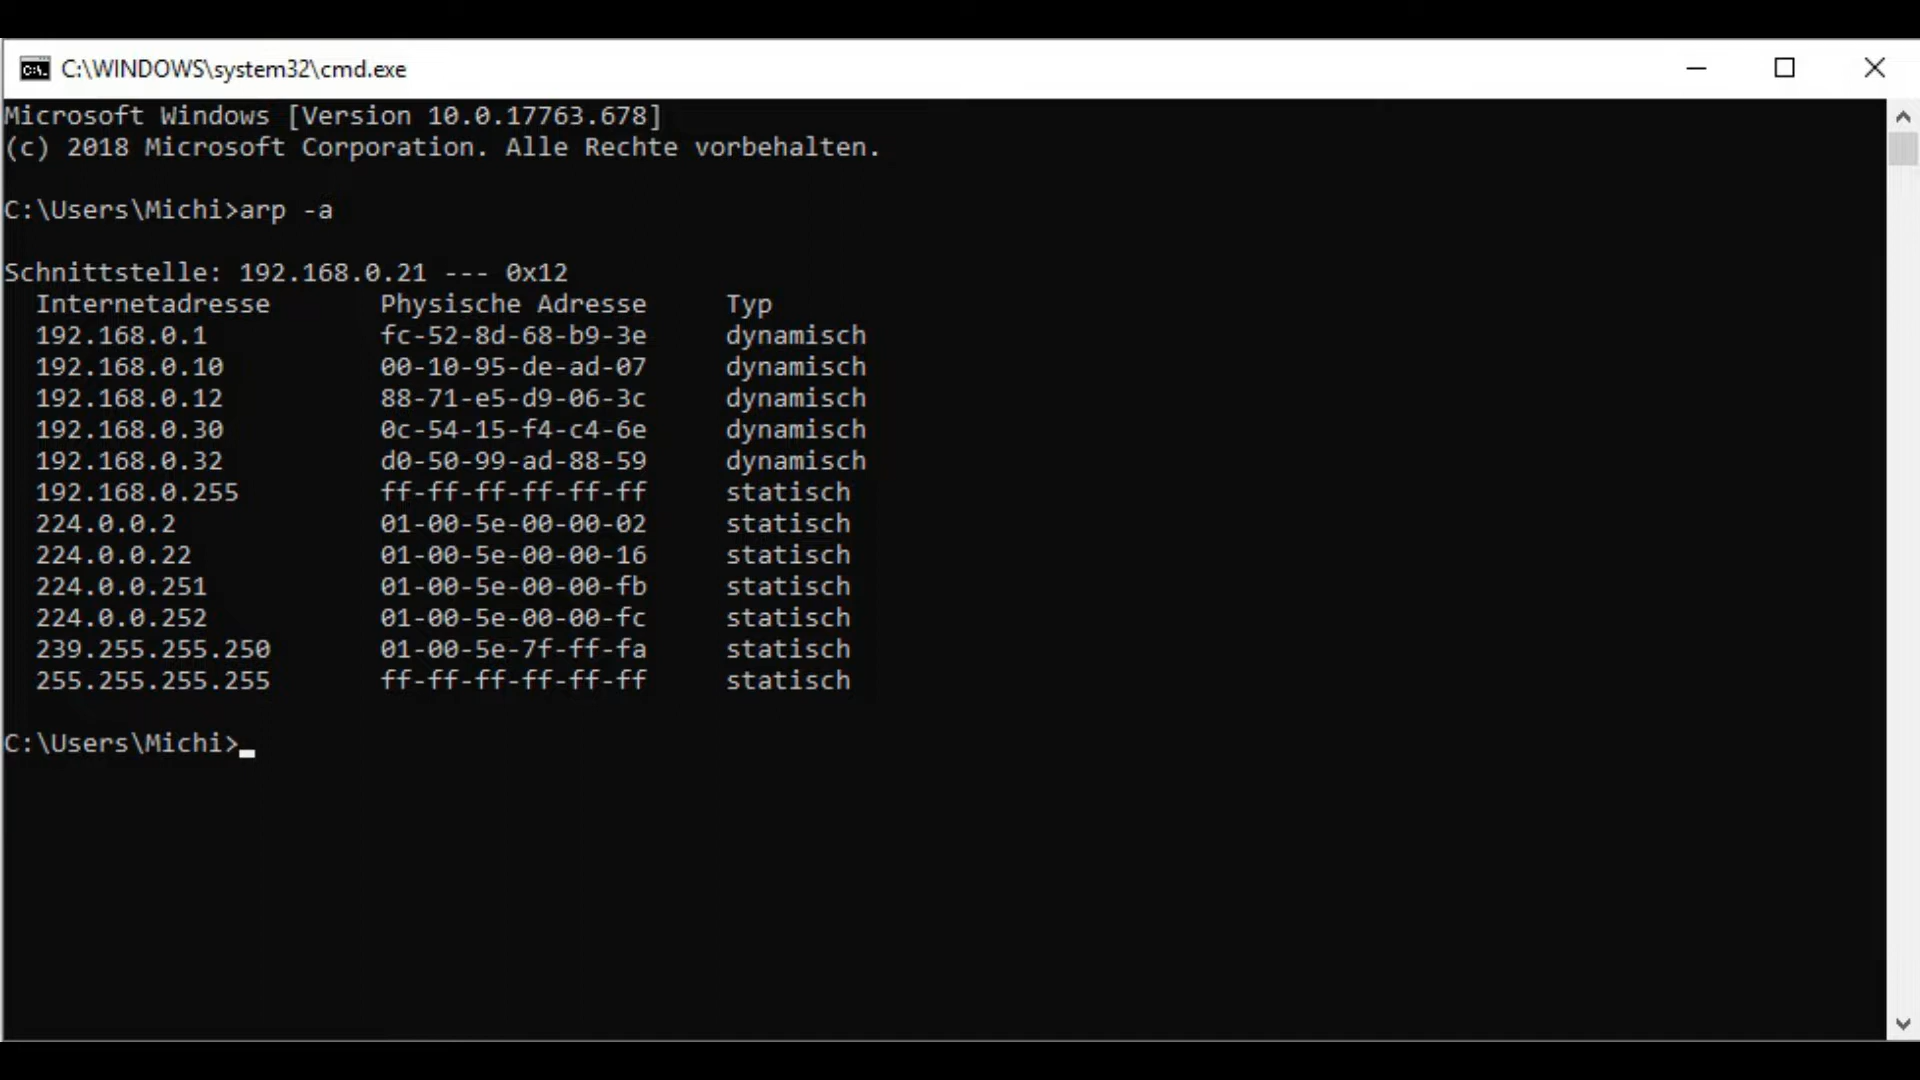 C:\WINDOWS\system32\cmd.exe
Microsoft Windows [Version 10.0.17763.678]
(c) 2018 Microsoft Corporation. Alle Rechte vorbehalten.
C:\Users\Michi>arp -a
Schnittstelle: 192.168.0.21 --- 0x12
Internetadresse Physische Adresse Typ
192.168.0.1 fc-52-8d-68-b9-3e dynamisch
192.168.0.10 00-10-95-de-ad-07 dynamisch
192.168.0.12 88-71-e5-d9-06-3c dynamisch
192.168.0.30 0c-54-15-f4-c4-6e dynamisch
192.168.0.32 d0-50-99-ad-88-59 dynamisch
192.168.0.255 ff-ff-ff-ff-ff-ff statisch
224.0.0.2 01-00-5e-00-00-02 statisch
224.0.0.22 01-00-5e-00-00-16 statisch
224.0.0.251 01-00-5e-00-00-fb statisch
224.0.0.252 01-00-5e-00-00-fc statisch
239.255.255.250 01-00-5e-7f-ff-fa statisch
255.255.255.255 ff-ff-ff-ff-ff-ff statisch
C:\Users\Michi>